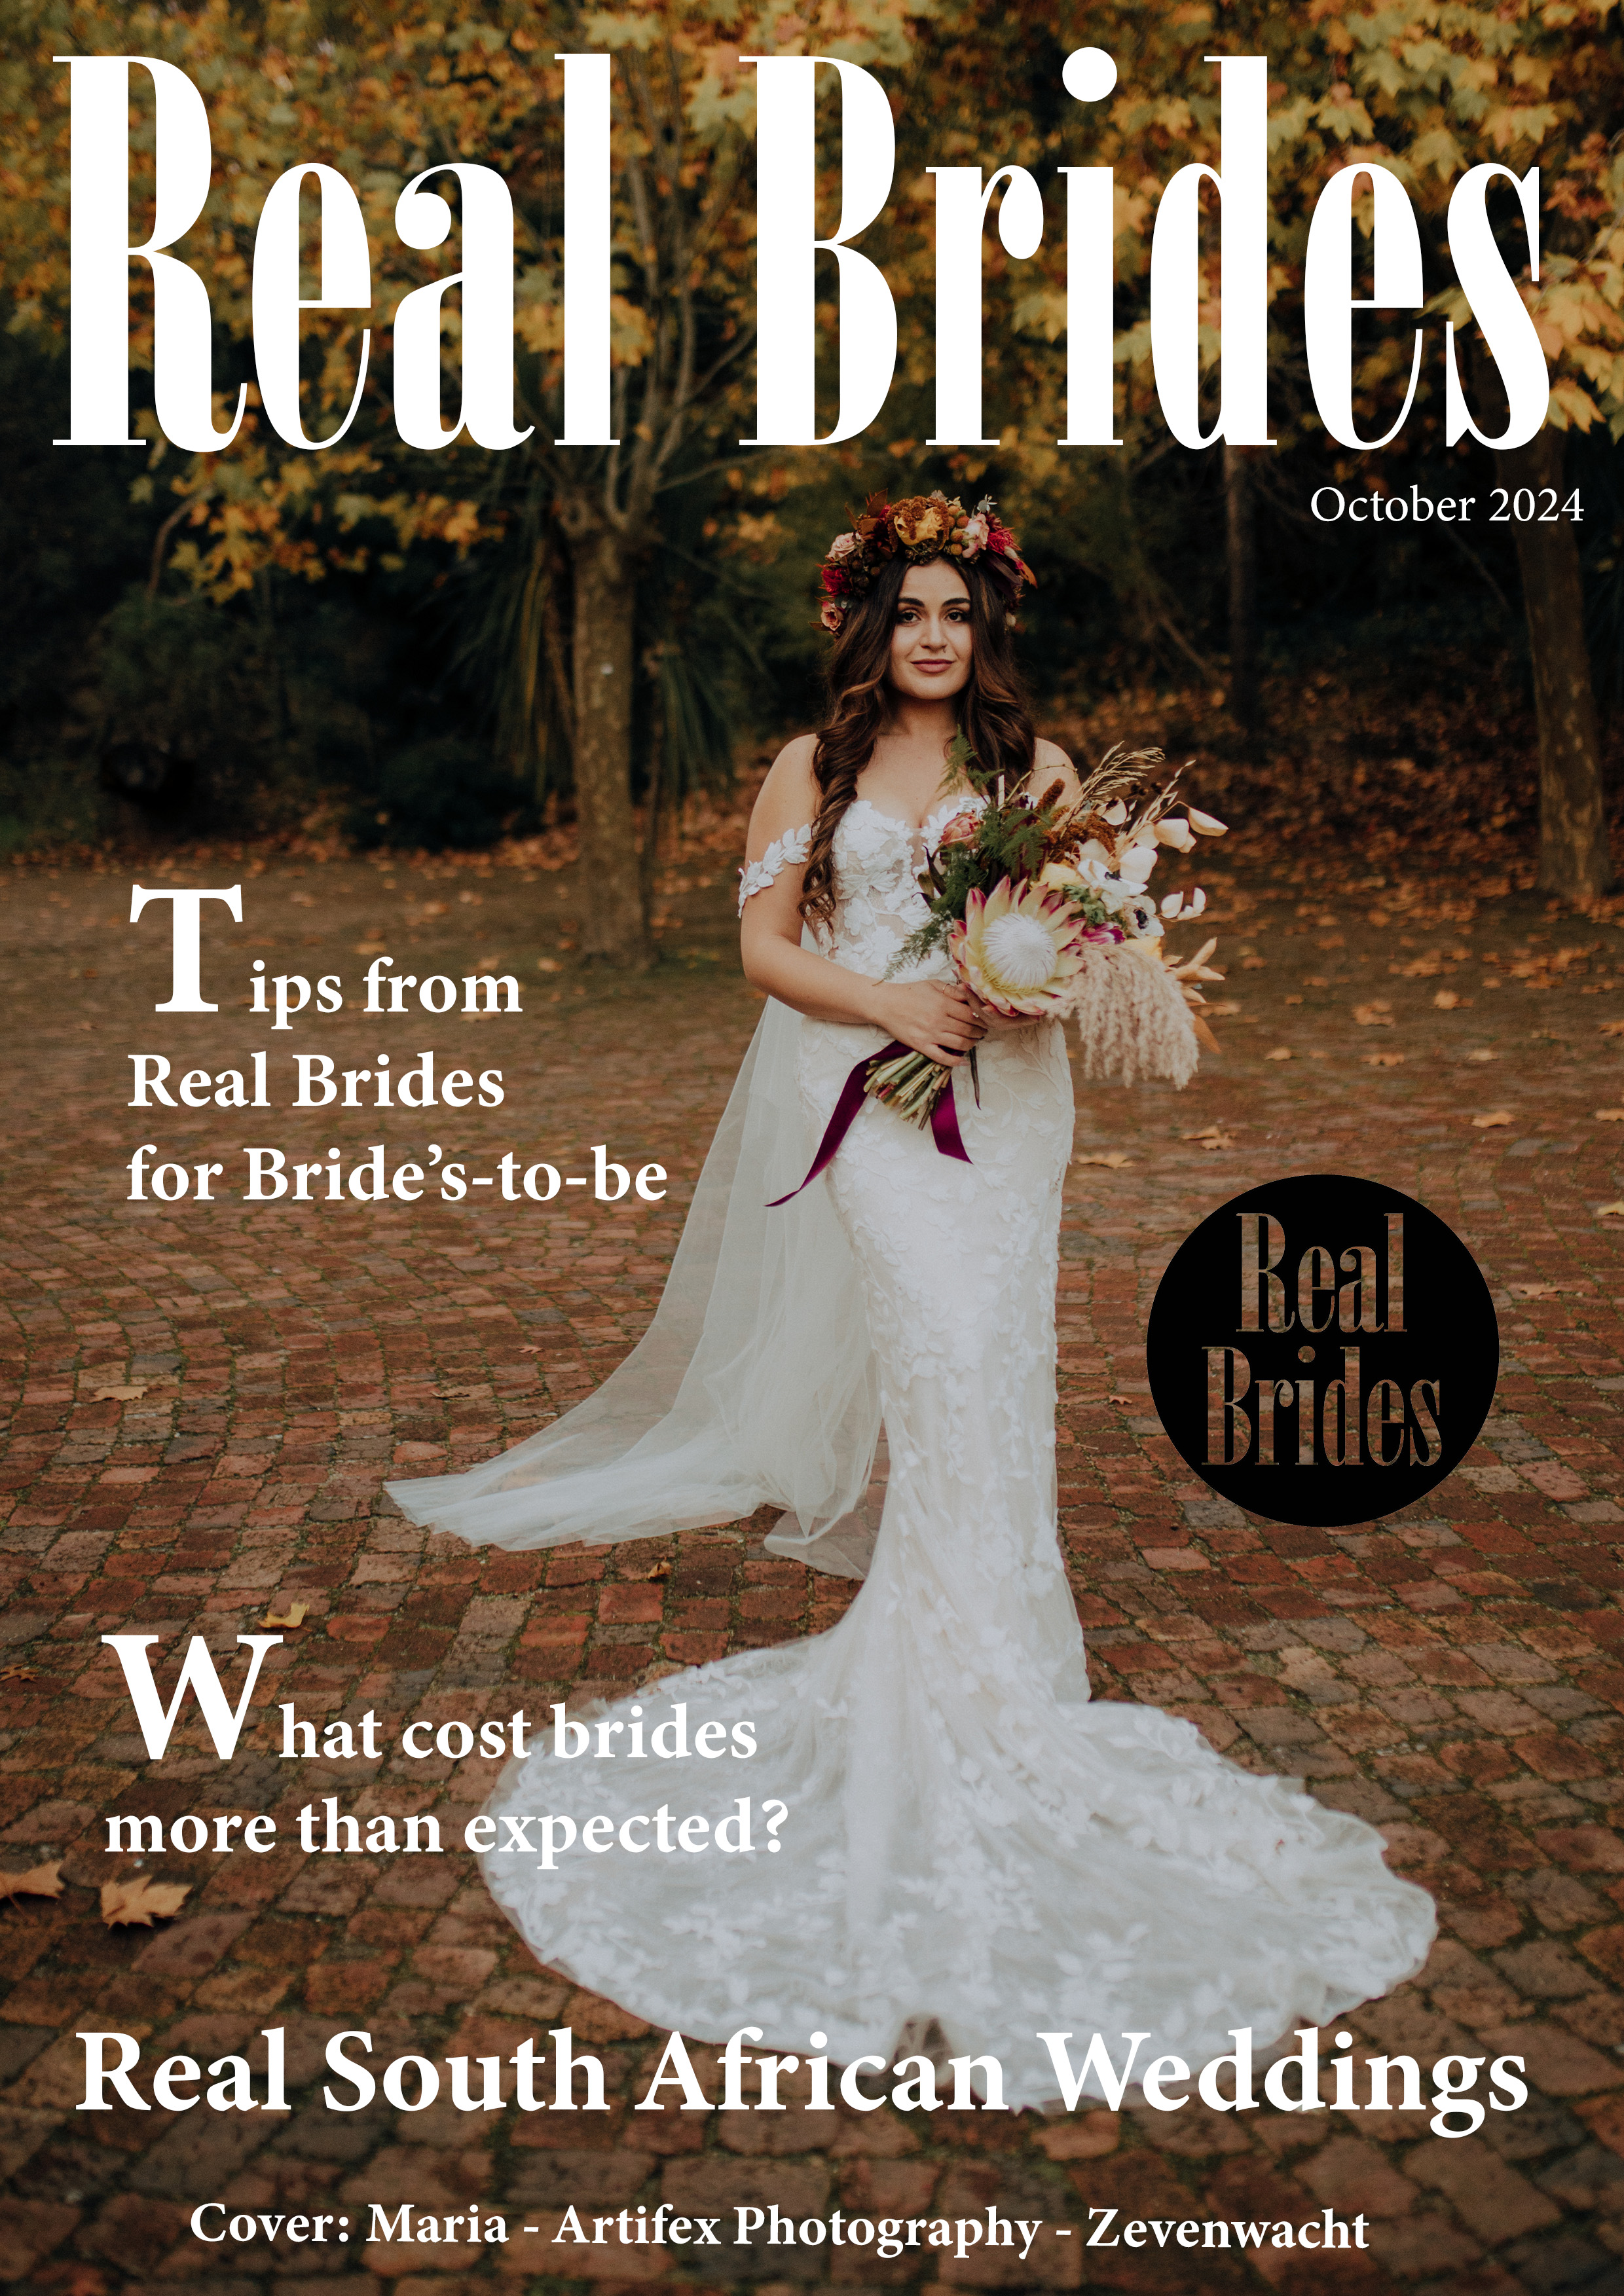 Real Brides
October 2024
Tips from
Real Brides
for Bride’s-to-be
Real
Brides
What cost brides
more than expected?
Real South African Weddings
Cover: Maria - Artifex Photography - Zevenwacht